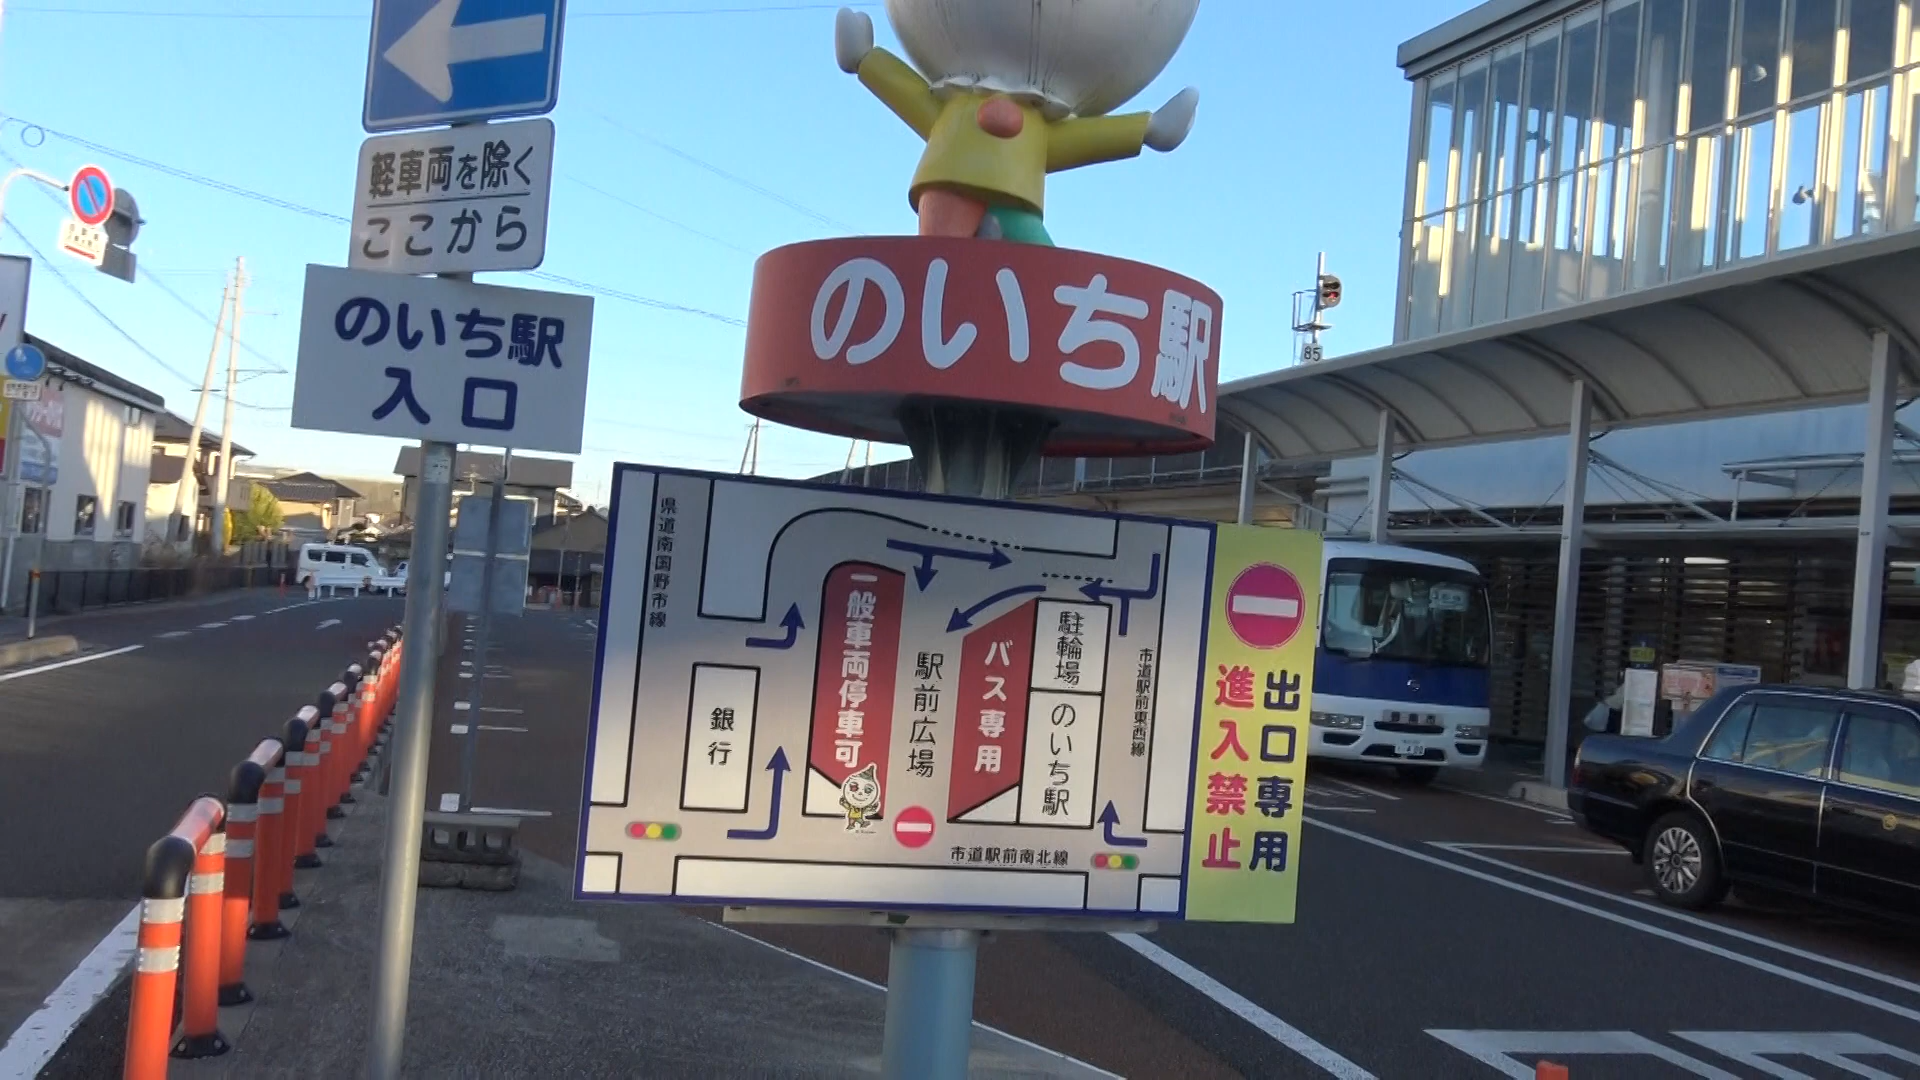 軽車両を除く
ここから
のいち駅
入口
のいち駅
85
県道南国野市線
一般車両停車可
駅前広場
バス専用
駐輪場
のいち駅
銀行
市道駅前東西線
市道駅前南北線
出口専用
進入禁止